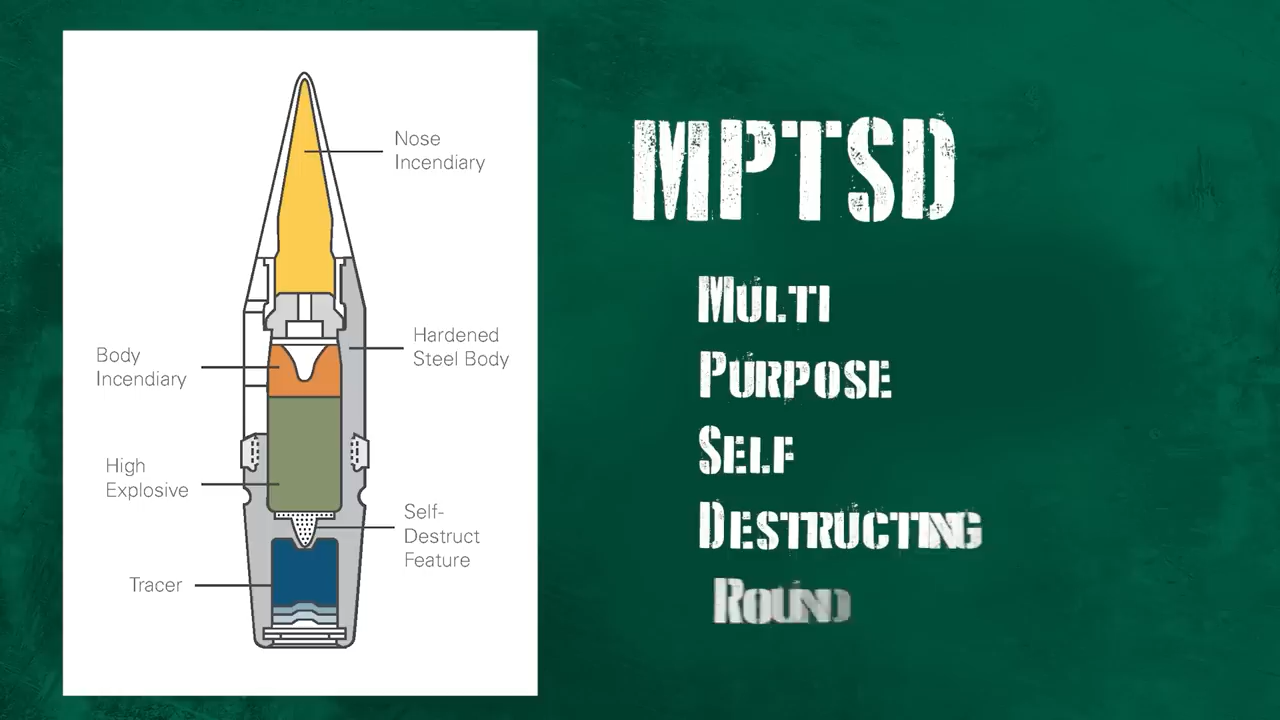 Nose
Incendiary
Hardened
Steel Body
Body
Incendiary
High
Explosive
Self-
Destruct
Feature
Tracer
MPTSD
Multi
Purpose
Self
Destructing
Round